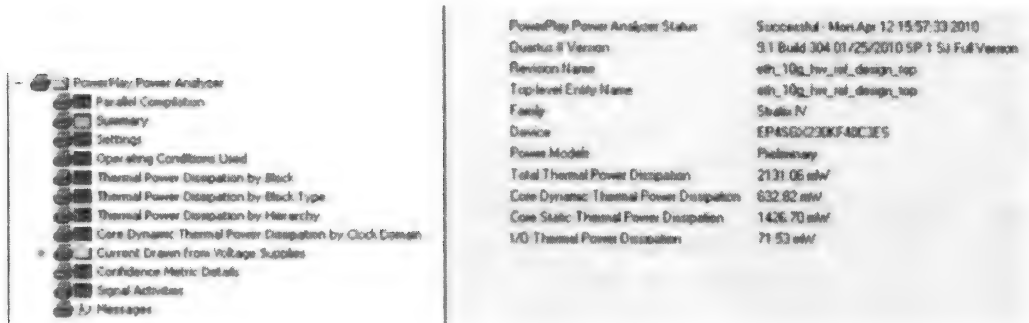 PowerPlay Power Analyzer
Parallel Compilation
Summary
Settings
Operating Conditions Used
Thermal Power Dissipation by Block
Thermal Power Dissipation by Block Type
Thermal Power Dissipation by Hierarchy
Core Dynamic Thermal Power Dissipation by Clock Domain
Current Drawn from Voltage Supplies
Confidence Metric Details
Signal Activities
Messages
PowerPlay Power Analyzer Status Successful - Mon Apr 12 15:57:33 2010
Quartus II Version 9.1 Build 304 01/25/2010 SP 1 SJ Full Version
Revision Name eth_10g_hw_ref_design_top
Top-level Entity Name eth_10g_hw_ref_design_top
Family Stratix IV
Device EP4SGX230KF40C3ES
Power Models Preliminary
Total Thermal Power Dissipation 2131.06 mW
Core Dynamic Thermal Power Dissipation 632.82 mW
Core Static Thermal Power Dissipation 1426.70 mW
I/O Thermal Power Dissipation 71.53 mW